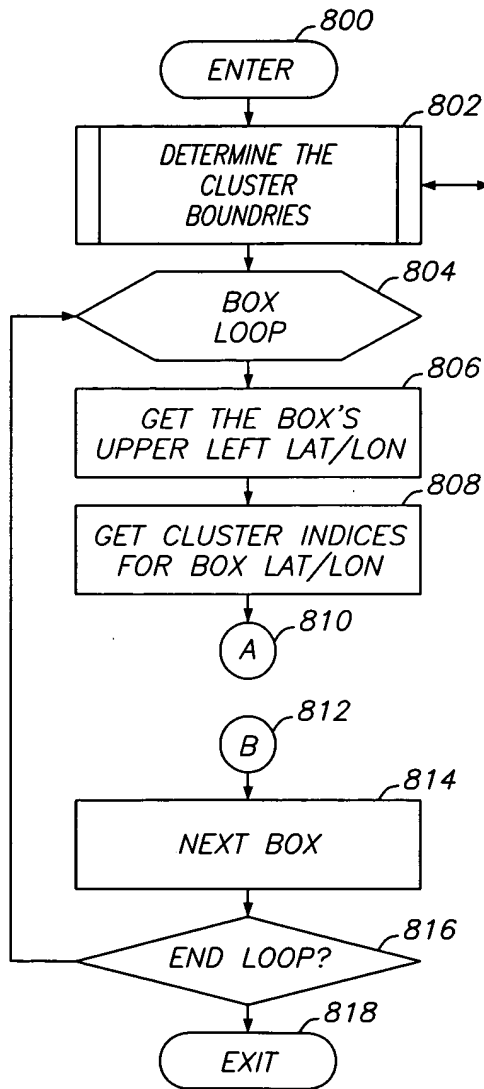 800
ENTER
802
DETERMINE THE
CLUSTER
BOUNDRIES
804
BOX
LOOP
806
GET THE BOX'S
UPPER LEFT LAT/LON
808
GET CLUSTER INDICES
FOR BOX LAT/LON
810
A
812
B
814
NEXT BOX
816
END LOOP?
818
EXIT